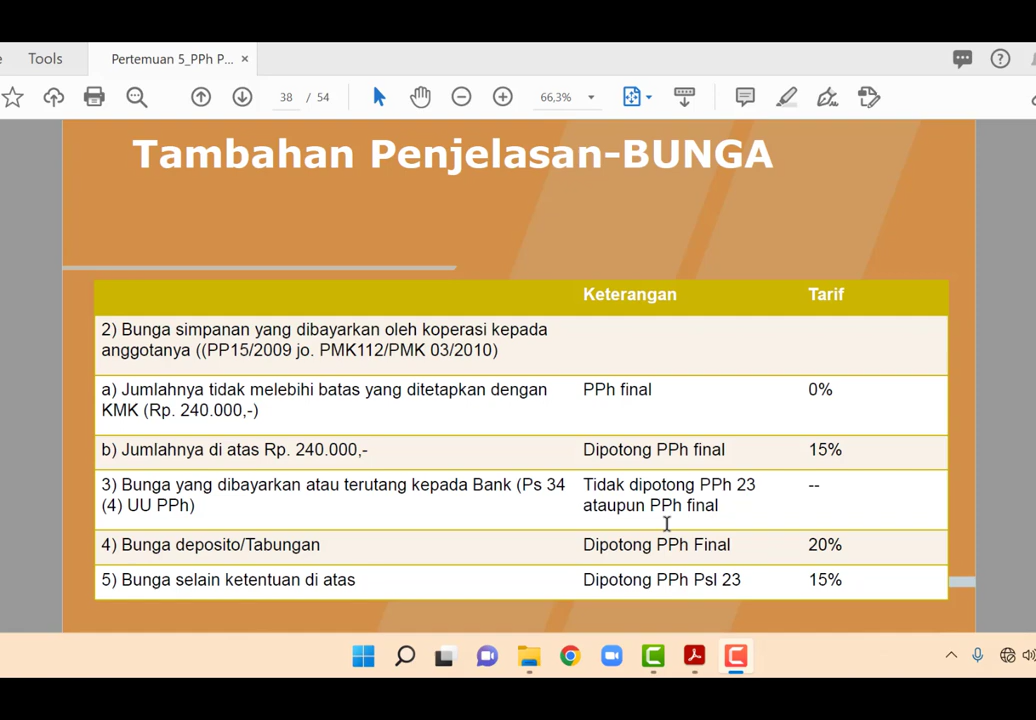 Tools
Pertemuan 5_PPh P... ×
38 / 54
66,3%
Tambahan Penjelasan-BUNGA
Keterangan Tarif
2) Bunga simpanan yang dibayarkan oleh koperasi kepada
anggotanya ((PP15/2009 jo. PMK112/PMK 03/2010)
a) Jumlahnya tidak melebihi batas yang ditetapkan dengan PPh final 0%
KMK (Rp. 240.000,-)
b) Jumlahnya di atas Rp. 240.000,- Dipotong PPh final 15%
3) Bunga yang dibayarkan atau terutang kepada Bank (Ps 34 Tidak dipotong PPh 23 --
(4) UU PPh) ataupun PPh final
4) Bunga deposito/Tabungan Dipotong PPh Final 20%
5) Bunga selain ketentuan di atas Dipotong PPh Psl 23 15%